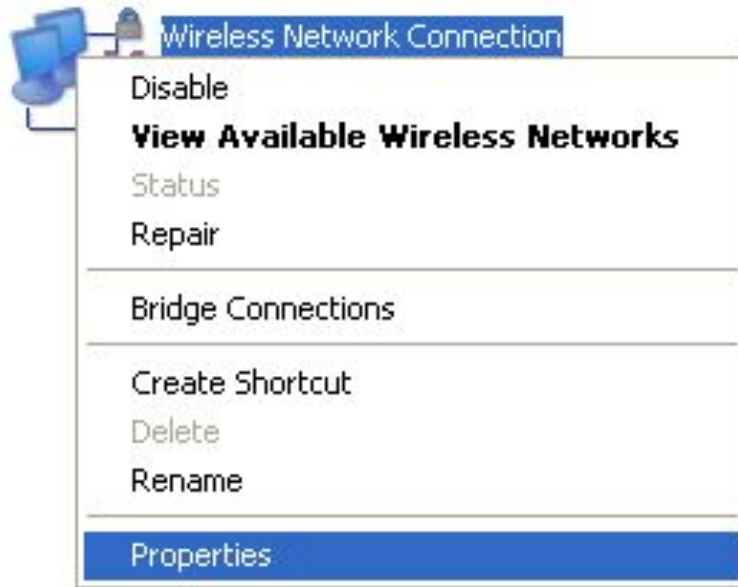 Wireless Network Connection
Disable
View Available Wireless Networks
Status
Repair
Bridge Connections
Create Shortcut
Delete
Rename
Properties